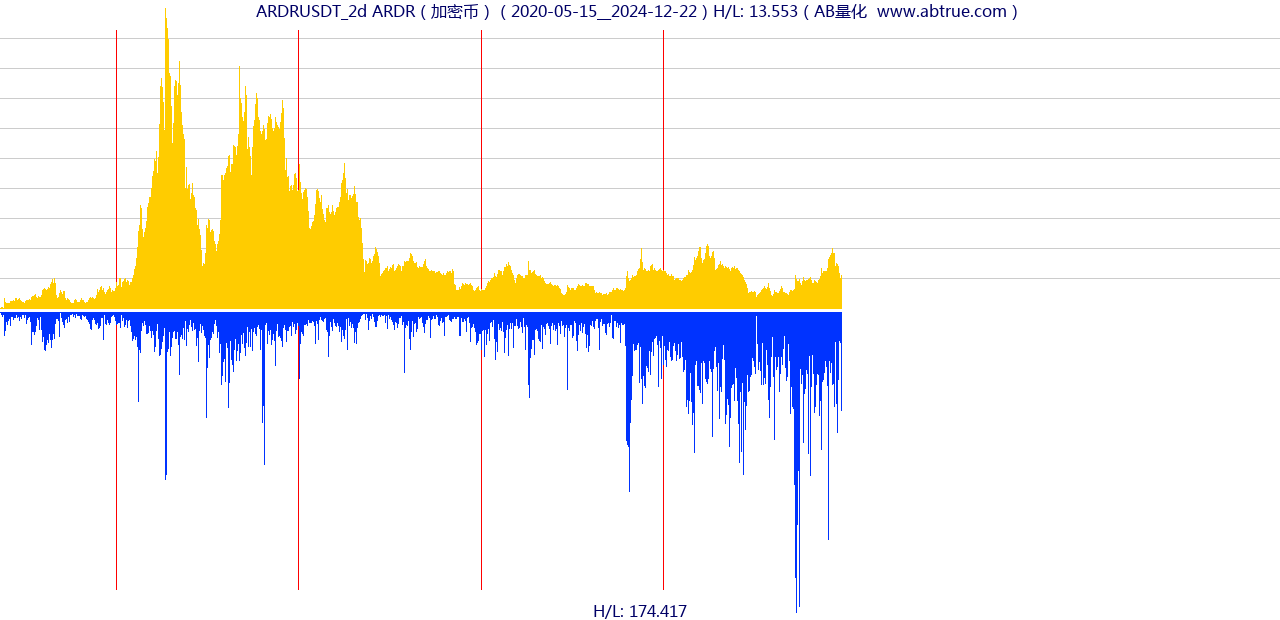 ARDRUSDT_2d ARDR（加密币）（2020-05-15__2024-12-22）H/L: 13.553（AB量化  www.abtrue.com）
H/L: 174.417